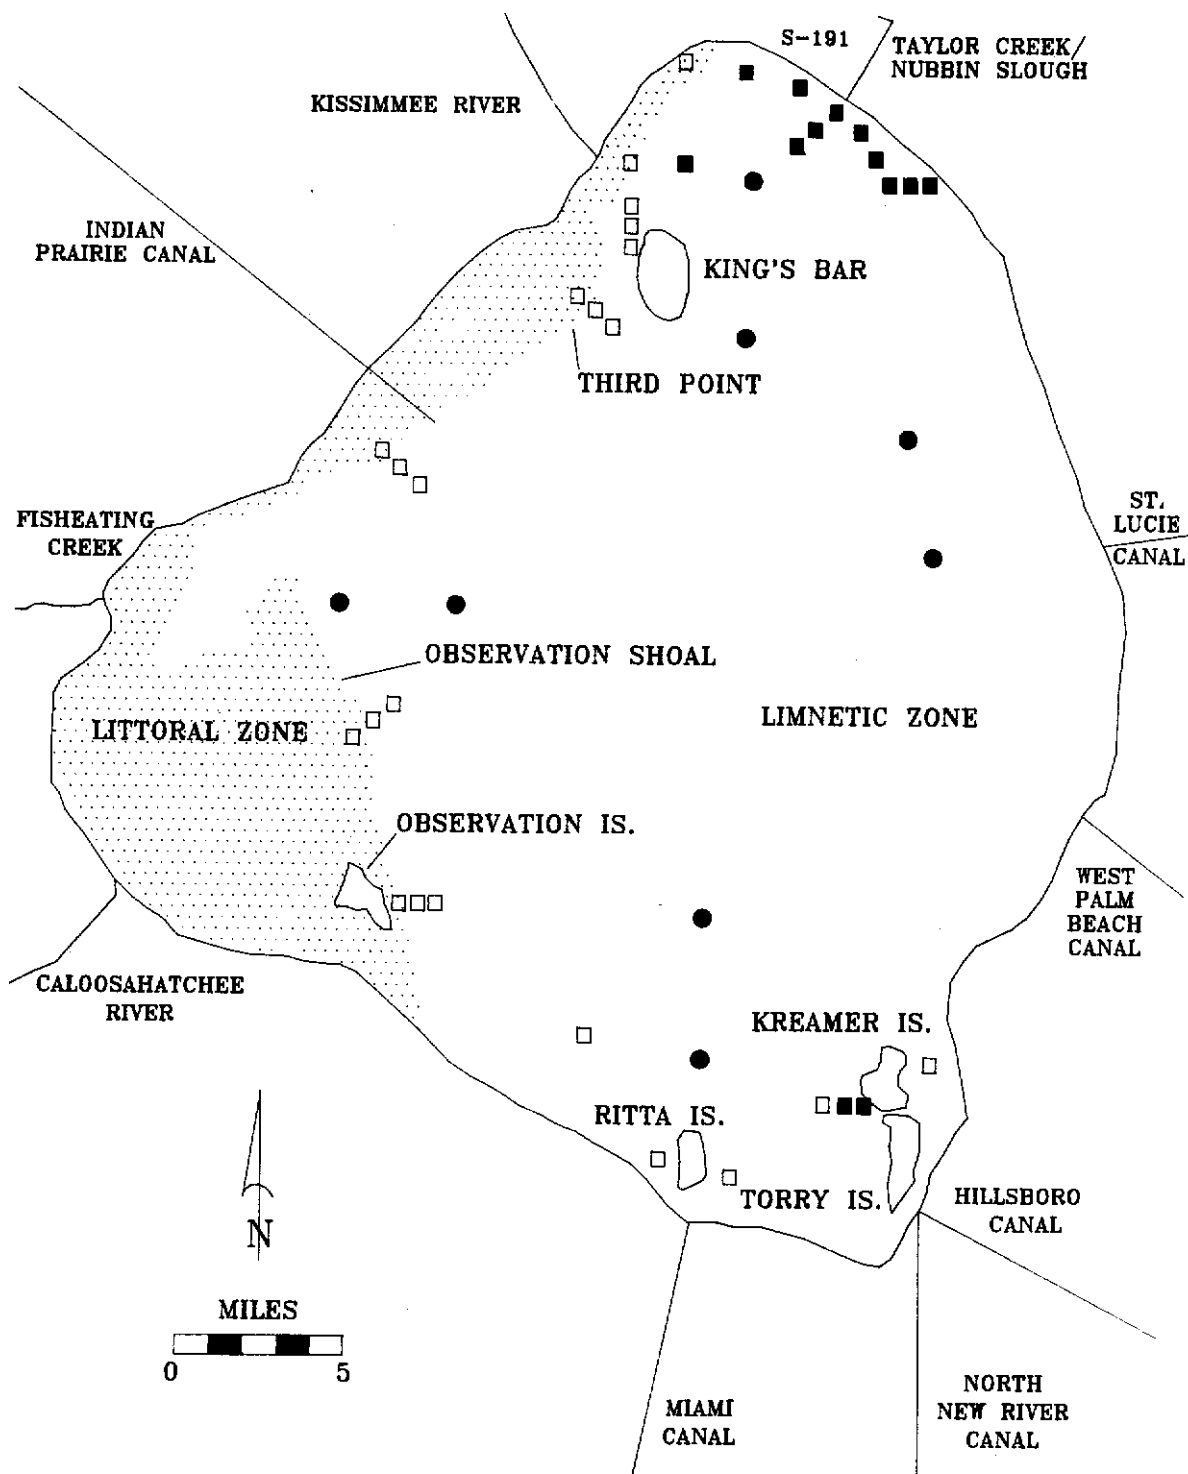 S-191
TAYLOR CREEK/
NUBBIN SLOUGH
KISSIMMEE RIVER
INDIAN
PRAIRIE CANAL
KING'S BAR
THIRD POINT
ST.
LUCIE
CANAL
FISHEATING
CREEK
OBSERVATION SHOAL
LITTORAL ZONE
LIMNETIC ZONE
OBSERVATION IS.
WEST
PALM
BEACH
CANAL
CALOOSAHATCHEE
RIVER
KREAMER IS.
RITTA IS.
TORRY IS.
HILLSBORO
CANAL
N
MILES
0 5
MIAMI
CANAL
NORTH
NEW RIVER
CANAL